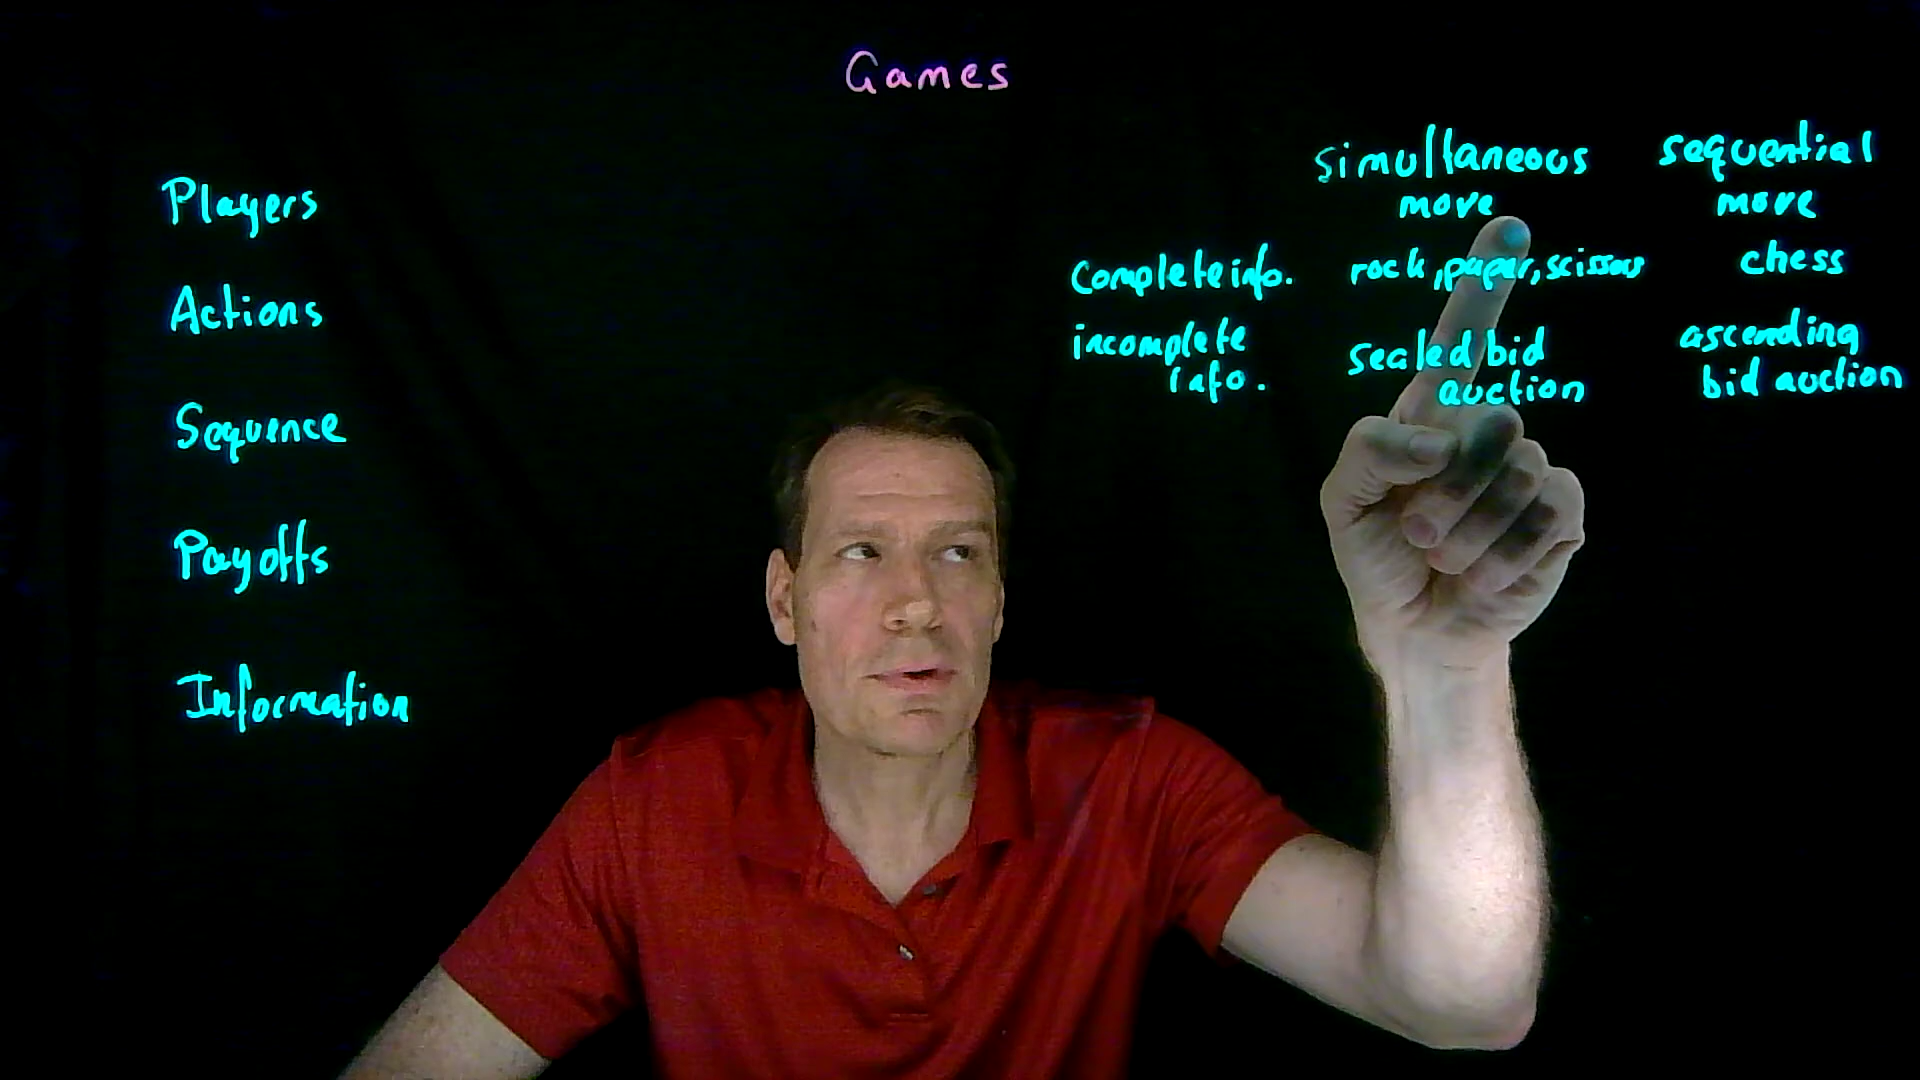 Games
Players
Actions
Sequence
Payoffs
Information
simultaneous
move
sequential
move
Complete info.
rock, paper, scissors
chess
incomplete
info.
sealed bid
auction
ascending
bid auction